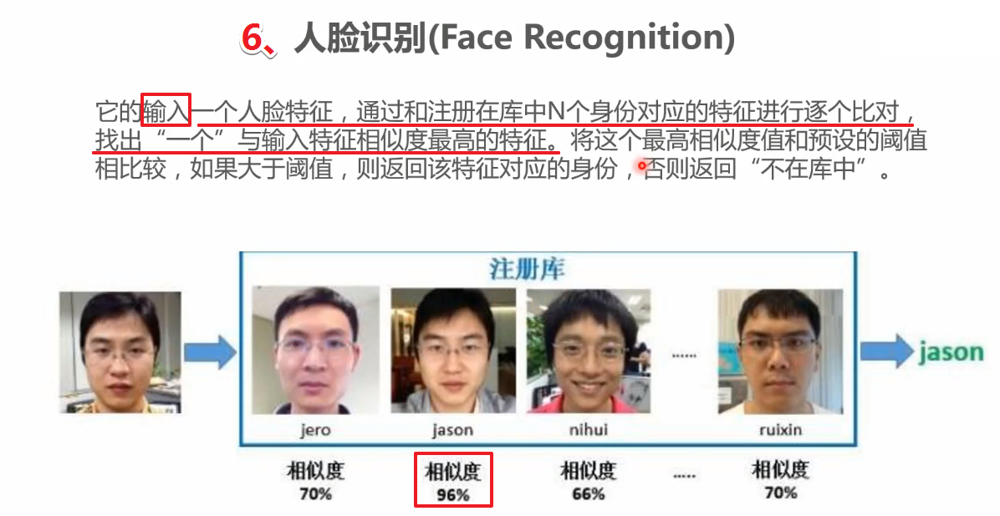 6、人脸识别(Face Recognition)
它的输入一个人脸特征，通过和注册在库中N个身份对应的特征进行逐个比对，
找出“一个”与输入特征相似度最高的特征。将这个最高相似度值和预设的阈值
相比较，如果大于阈值，则返回该特征对应的身份，否则返回“不在库中”。
注册库
...... jason
jero jason nihui ruixin
相似度 相似度 相似度 ..... 相似度
70% 96% 66% 70%